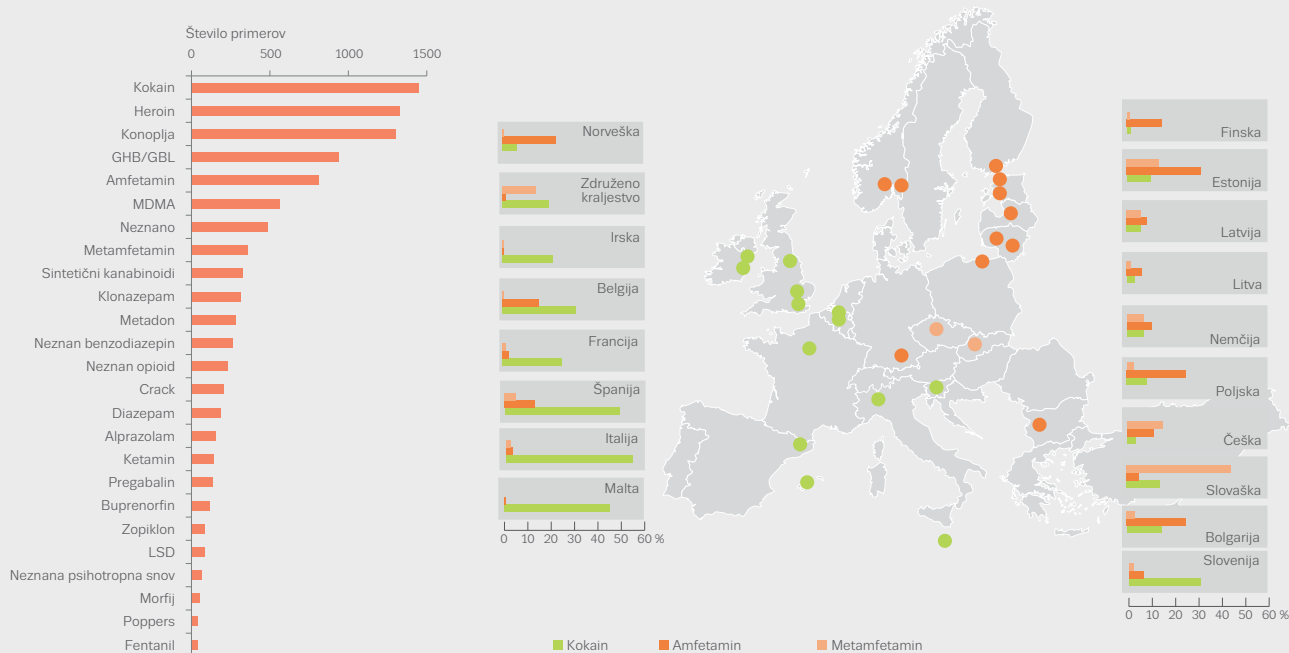 Število primerov
0 500 1000 1500
Kokain
Heroin
Konoplja
GHB/GBL
Amfetamin
MDMA
Neznano
Metamfetamin
Sintetični kanabinoidi
Klonazepam
Metadon
Neznan benzodiazepin
Neznan opioid
Crack
Diazepam
Alprazolam
Ketamin
Pregabalin
Buprenorfin
Zopiklon
LSD
Neznana psihotropna snov
Morfij
Poppers
Fentanil
Norveška
Združeno
kraljestvo
Irska
Belgija
Francija
Španija
Italija
Malta
0 10 20 30 40 50 60 %
Finska
Estonija
Latvija
Litva
Nemčija
Poljska
Češka
Slovaška
Bolgarija
Slovenija
0 10 20 30 40 50 60 %
Kokain Amfetamin Metamfetamin